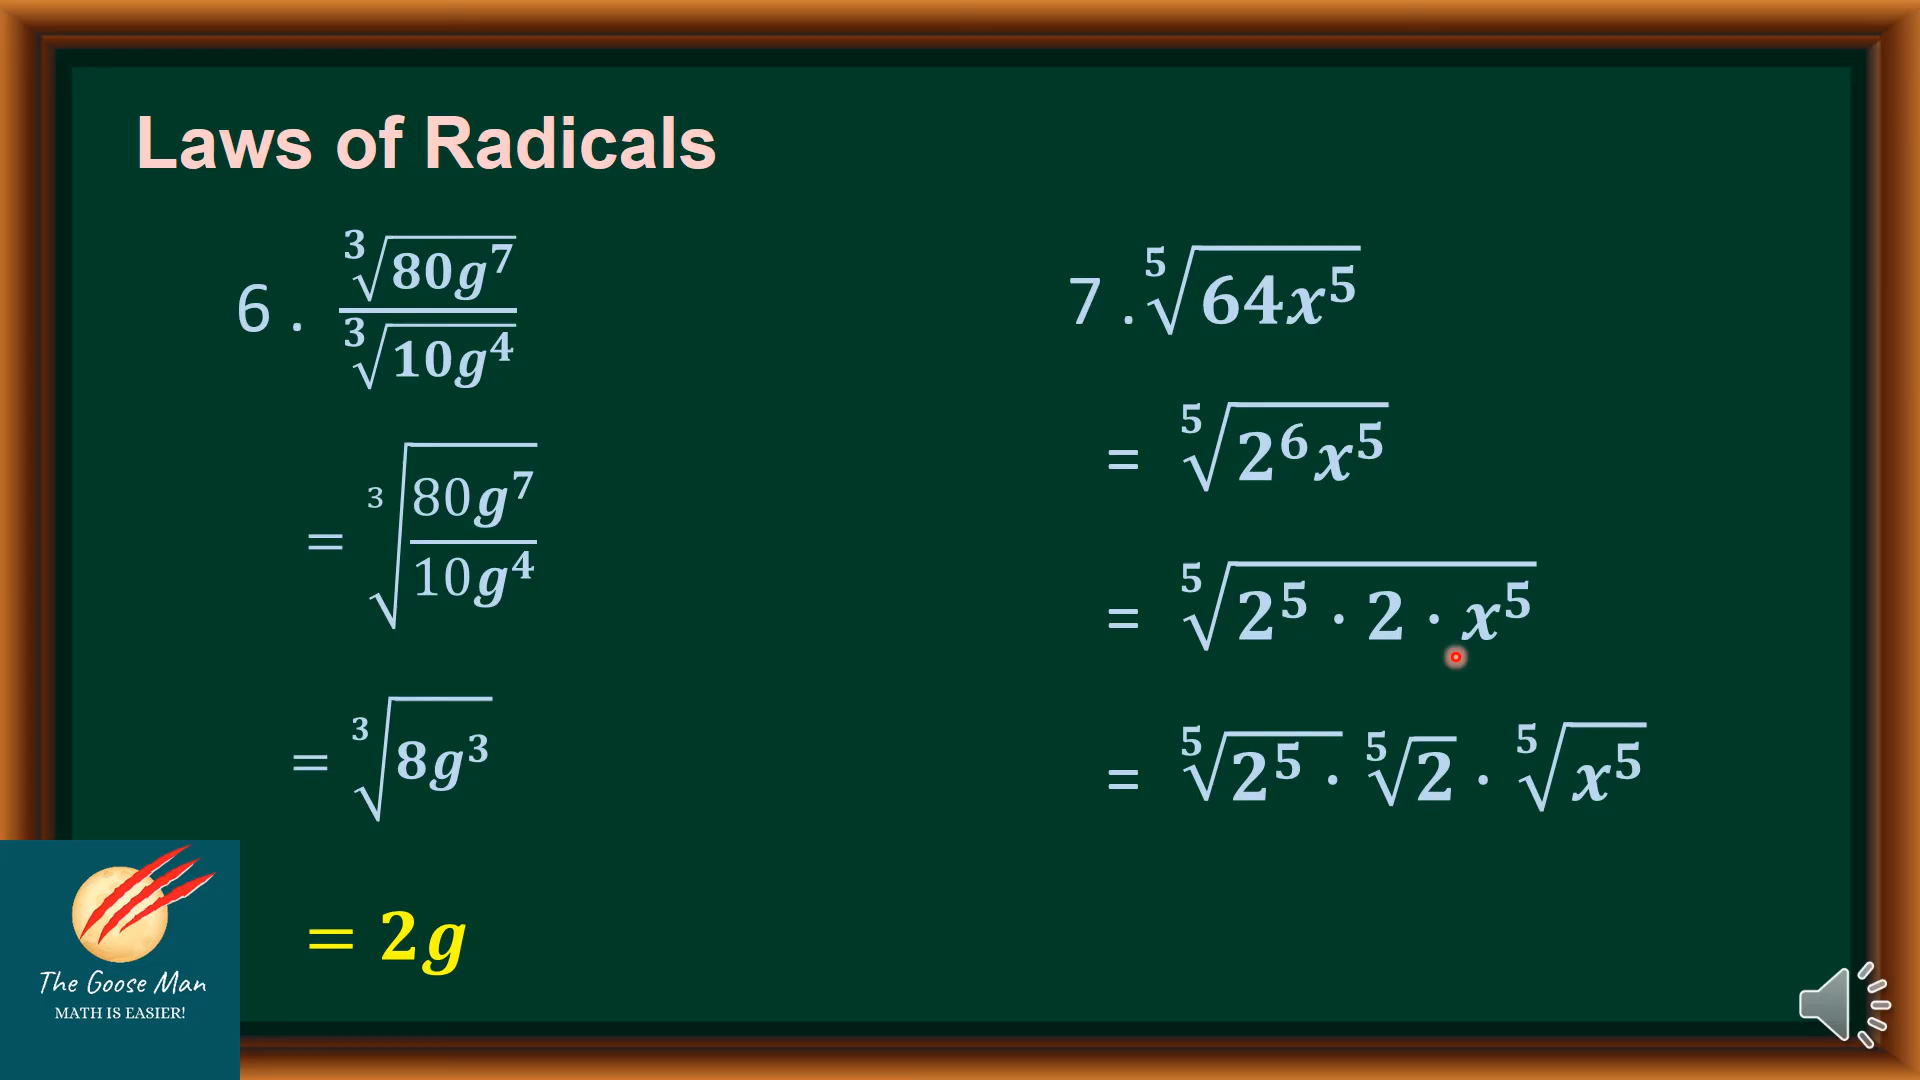 Laws of Radicals
6 . ∛(80g⁷) / ∛(10g⁴)
= ∛(80g⁷ / 10g⁴)
= ∛(8g³)
= 2g
7 . ⁵√(64x⁵)
= ⁵√(2⁶x⁵)
= ⁵√(2⁵ · 2 · x⁵)
= ⁵√(2⁵ ·) ⁵√2 · ⁵√(x⁵)
The Goose Man
MATH IS EASIER!